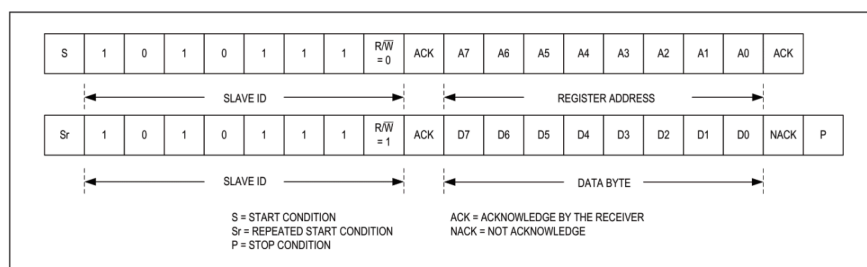 S 1 0 1 0 1 1 1 R/W̅ = 0 ACK A7 A6 A5 A4 A3 A2 A1 A0 ACK
SLAVE ID REGISTER ADDRESS
Sr 1 0 1 0 1 1 1 R/W̅ = 1 ACK D7 D6 D5 D4 D3 D2 D1 D0 NACK P
SLAVE ID DATA BYTE
S = START CONDITION ACK = ACKNOWLEDGE BY THE RECEIVER
Sr = REPEATED START CONDITION NACK = NOT ACKNOWLEDGE
P = STOP CONDITION